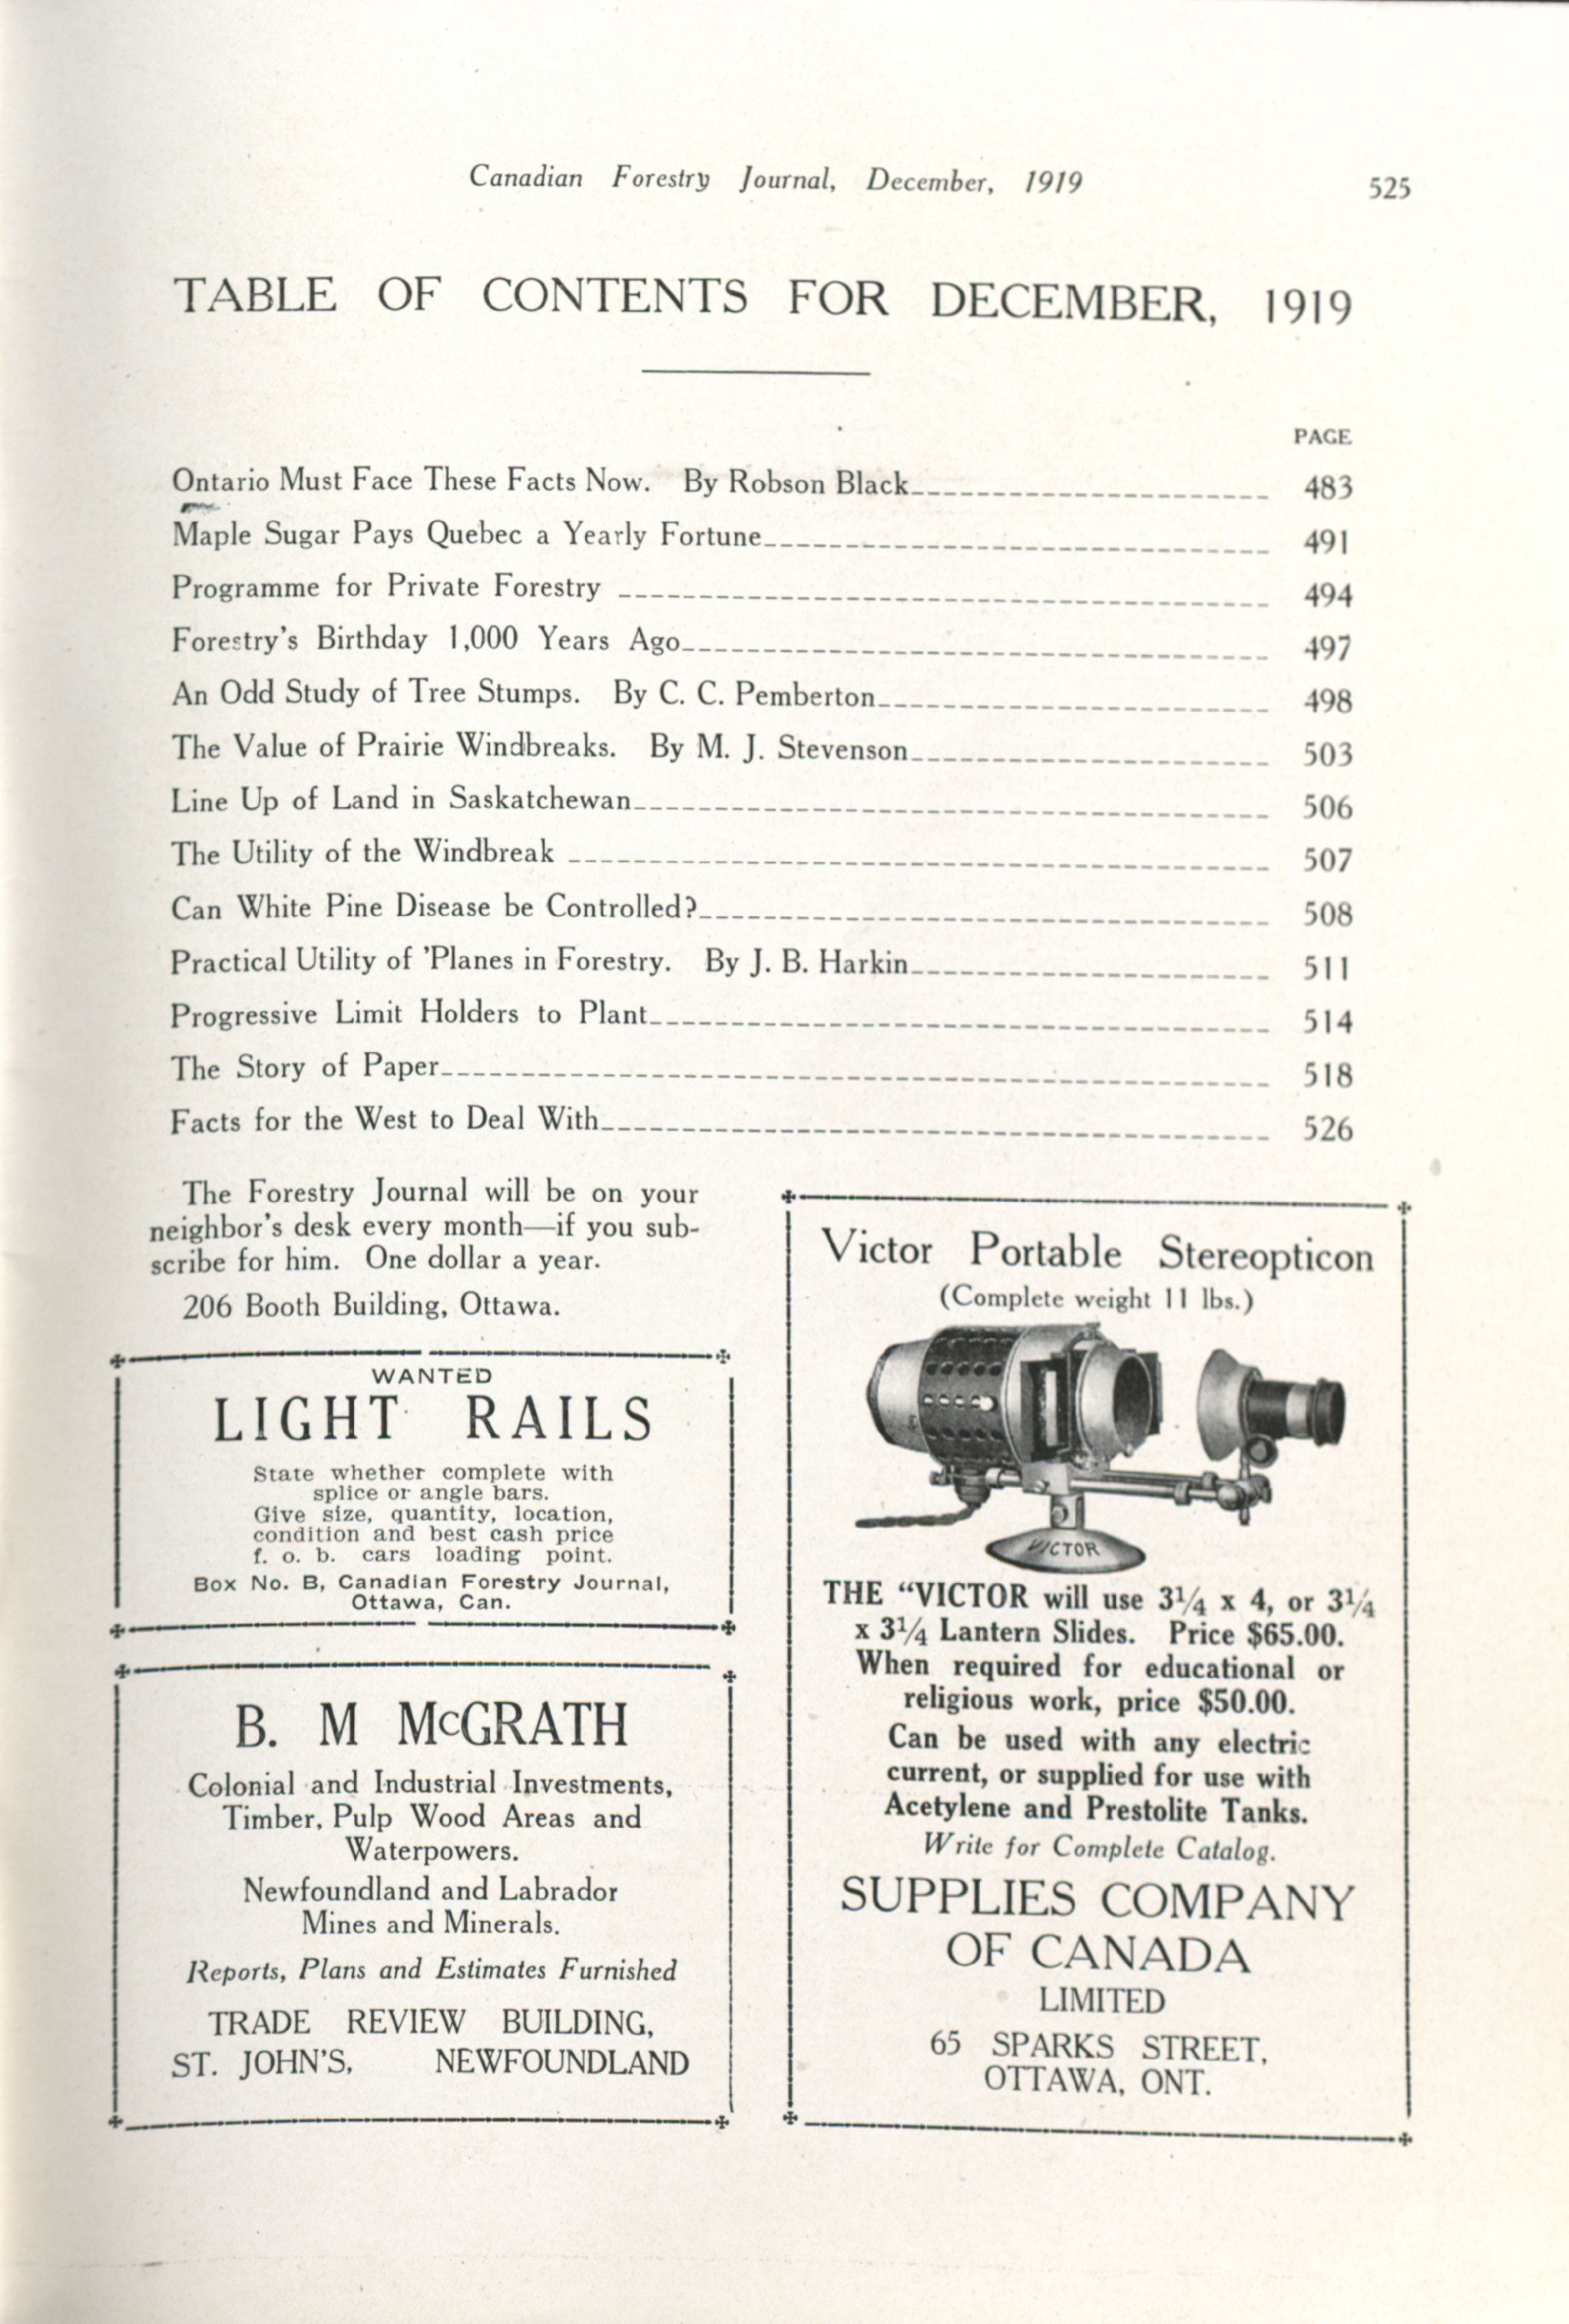 Canadian Forestry Journal, December, 1919
525
TABLE OF CONTENTS FOR DECEMBER, 1919
PAGE
Ontario Must Face These Facts Now. By Robson Black 483
Maple Sugar Pays Quebec a Yearly Fortune 491
Programme for Private Forestry 494
Forestry's Birthday 1,000 Years Ago 497
An Odd Study of Tree Stumps. By C. C. Pemberton 498
The Value of Prairie Windbreaks. By M. J. Stevenson 503
Line Up of Land in Saskatchewan 506
The Utility of the Windbreak 507
Can White Pine Disease be Controlled? 508
Practical Utility of 'Planes in Forestry. By J. B. Harkin 511
Progressive Limit Holders to Plant 514
The Story of Paper 518
Facts for the West to Deal With 526
The Forestry Journal will be on your
neighbor's desk every month—if you sub-
scribe for him. One dollar a year.
206 Booth Building, Ottawa.
WANTED
LIGHT RAILS
State whether complete with
splice or angle bars.
Give size, quantity, location,
condition and best cash price
f. o. b. cars loading point.
Box No. B, Canadian Forestry Journal,
Ottawa, Can.
B. M McGRATH
Colonial and Industrial Investments,
Timber, Pulp Wood Areas and
Waterpowers.
Newfoundland and Labrador
Mines and Minerals.
Reports, Plans and Estimates Furnished
TRADE REVIEW BUILDING,
ST. JOHN'S, NEWFOUNDLAND
Victor Portable Stereopticon
(Complete weight 11 lbs.)
VICTOR
THE "VICTOR will use 3¼ x 4, or 3¼
x 3¼ Lantern Slides. Price $65.00.
When required for educational or
religious work, price $50.00.
Can be used with any electric
current, or supplied for use with
Acetylene and Prestolite Tanks.
Write for Complete Catalog.
SUPPLIES COMPANY
OF CANADA
LIMITED
65 SPARKS STREET,
OTTAWA, ONT.